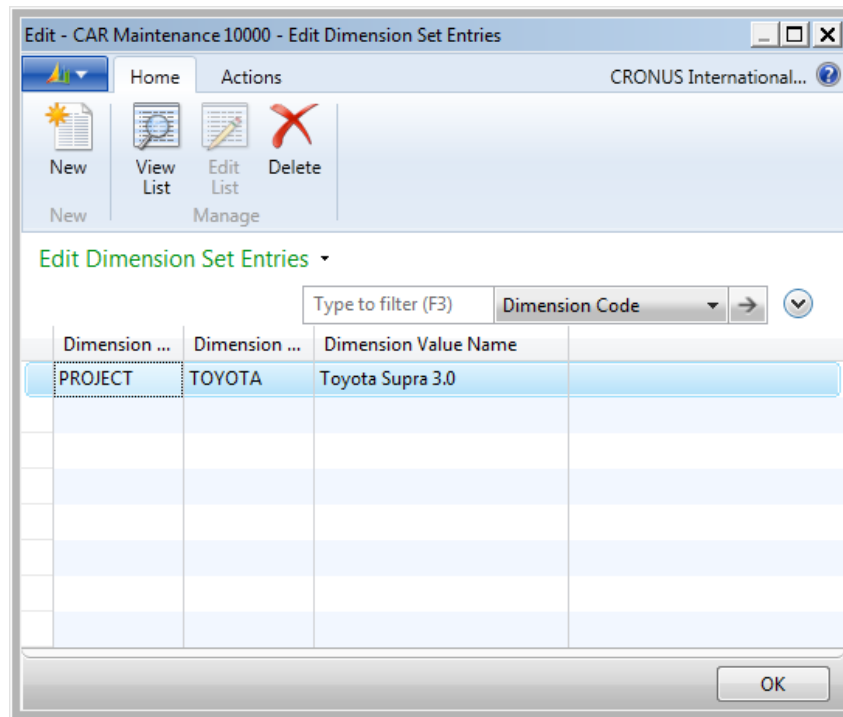 Edit - CAR Maintenance 10000 - Edit Dimension Set Entries
Home Actions CRONUS International...
New View List Edit List Delete
New Manage
Edit Dimension Set Entries
Type to filter (F3) Dimension Code
Dimension ... Dimension ... Dimension Value Name
PROJECT TOYOTA Toyota Supra 3.0
OK